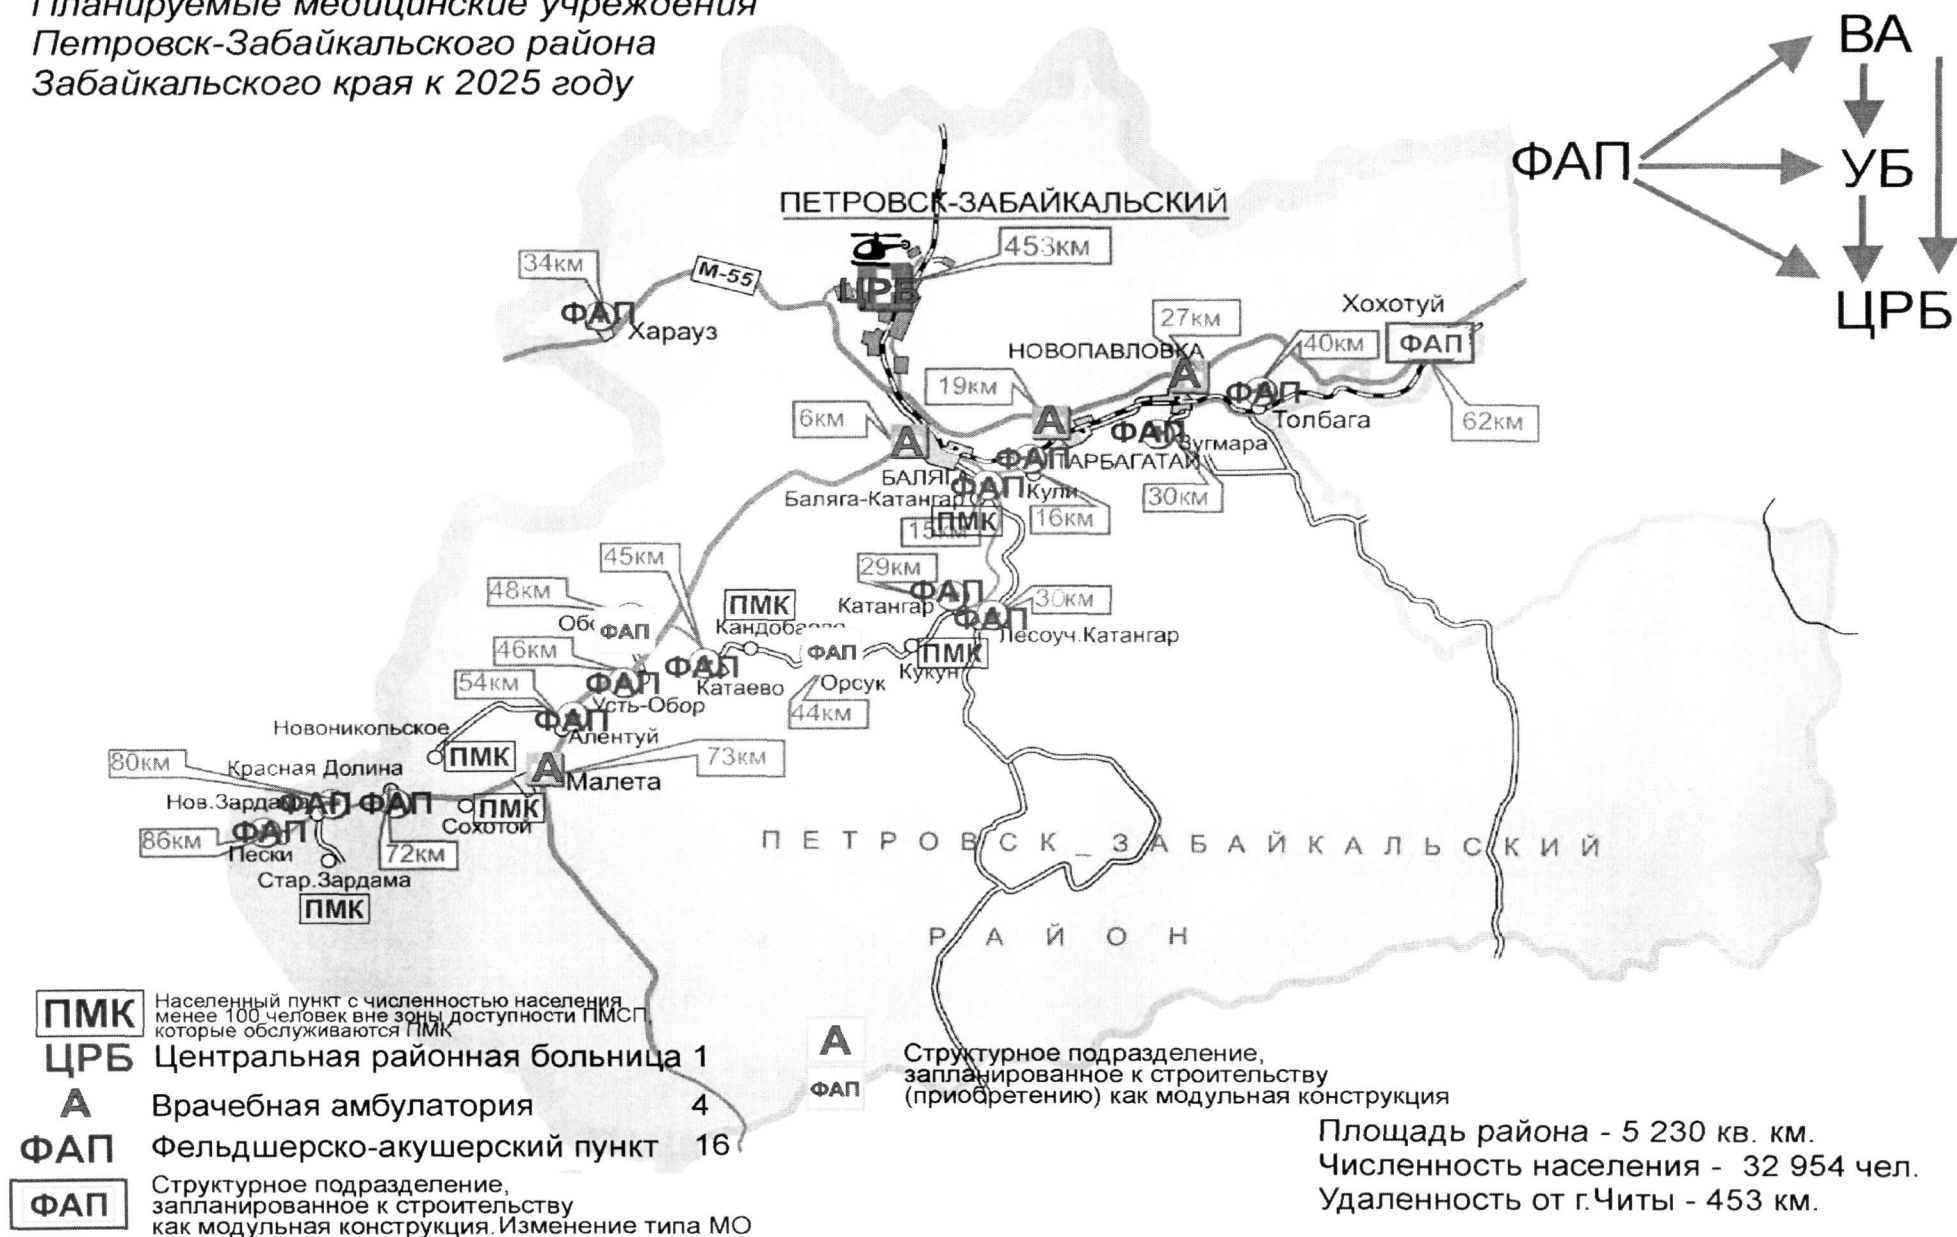 Планируемые медицинские учреждения
Петровск-Забайкальского района
Забайкальского края к 2025 году
ВА
ФАП
УБ
ЦРБ
ПЕТРОВСК-ЗАБАЙКАЛЬСКИЙ
453км
34км
М-55
ЦРБ
ФАП
Харауз
27км
Хохотуй
40км
ФАП
НОВОПАВЛОВКА
А
19км
ФАП
62км
6км
А
Толбага
А
ФАП
Зугмара
ФАП
ТАРБАГАТАЙ
БАЛЯГА
ФАП
Кули
Баляга-Катангар
30км
ПМК
16км
15км
45км
29км
48км
ФАП
Катангар
30км
ПМК
ФАП
Лесоуч.Катангар
ФАП
46км
ФАП
ПМК
ФАП
Кукун
Катаево
Орсук
54км
ФАП
Усть-Обор
44км
ФАП
Алентуй
Новоникольское
ПМК
73км
80км
Красная Долина
А
Малета
Нов.Зардама
ФАП
ФАП
ПМК
Сохотой
86км
ФАП
Пески
72км
Стар.Зардама
ПМК
ПЕТРОВСК_ЗАБАЙКАЛЬСКИЙ
РАЙОН
ПМК
Населенный пункт с численностью населения
менее 100 человек вне зоны доступности ПМСП,
которые обслуживаются ПМК
ЦРБ Центральная районная больница 1
А Врачебная амбулатория 4
ФАП Фельдшерско-акушерский пункт 16
ФАП
Структурное подразделение,
запланированное к строительству
как модульная конструкция.Изменение типа МО
А
ФАП
Структурное подразделение,
запланированное к строительству
(приобретению) как модульная конструкция
Площадь района - 5 230 кв. км.
Численность населения - 32 954 чел.
Удаленность от г.Читы - 453 км.